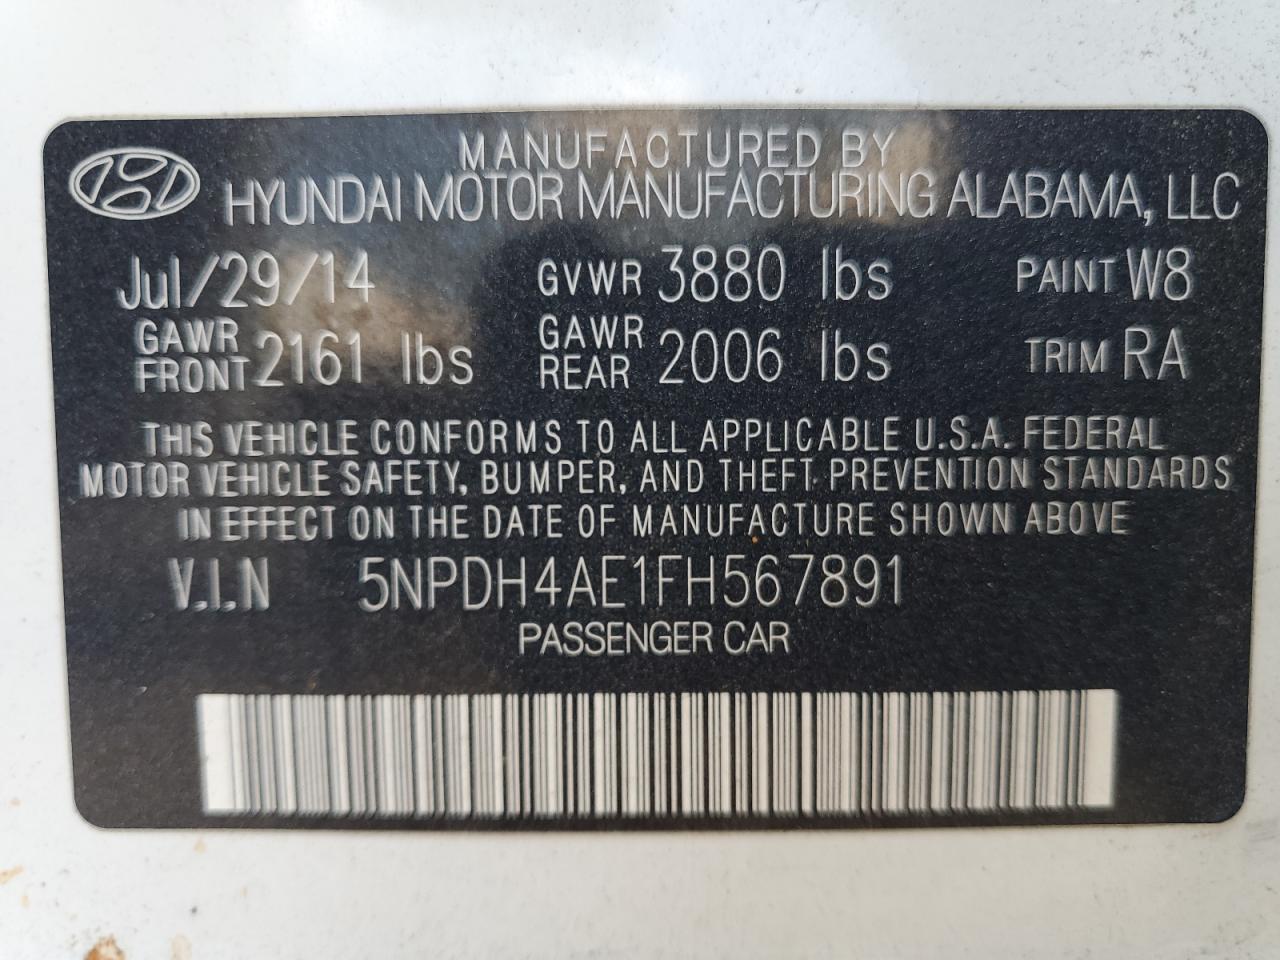 MANUFACTURED BY
HYUNDAI MOTOR MANUFACTURING ALABAMA, LLC
Jul/29/14 GVWR 3880 lbs PAINT W8
GAWR FRONT 2161 lbs GAWR REAR 2006 lbs TRIM RA
THIS VEHICLE CONFORMS TO ALL APPLICABLE U.S.A. FEDERAL
MOTOR VEHICLE SAFETY, BUMPER, AND THEFT PREVENTION STANDARDS
IN EFFECT ON THE DATE OF MANUFACTURE SHOWN ABOVE
V.I.N 5NPDH4AE1FH567891
PASSENGER CAR